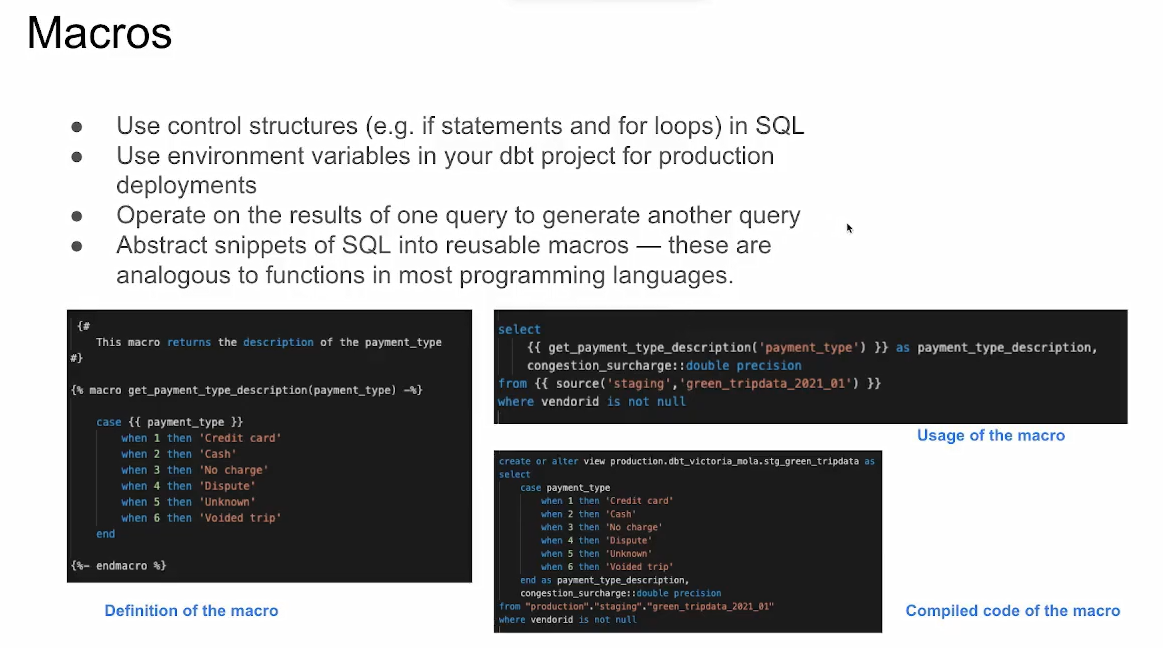 Macros
● Use control structures (e.g. if statements and for loops) in SQL
● Use environment variables in your dbt project for production
deployments
● Operate on the results of one query to generate another query
● Abstract snippets of SQL into reusable macros — these are
analogous to functions in most programming languages.
{#
This macro returns the description of the payment_type
#}
{% macro get_payment_type_description(payment_type) -%}
case {{ payment_type }}
when 1 then 'Credit card'
when 2 then 'Cash'
when 3 then 'No charge'
when 4 then 'Dispute'
when 5 then 'Unknown'
when 6 then 'Voided trip'
end
{%- endmacro %}
Definition of the macro
select
{{ get_payment_type_description('payment_type') }} as payment_type_description,
congestion_surcharge::double precision
from {{ source('staging','green_tripdata_2021_01') }}
where vendorid is not null
Usage of the macro
create or alter view production.dbt_victoria_mola.stg_green_tripdata as
select
case payment_type
when 1 then 'Credit card'
when 2 then 'Cash'
when 3 then 'No charge'
when 4 then 'Dispute'
when 5 then 'Unknown'
when 6 then 'Voided trip'
end as payment_type_description,
congestion_surcharge::double precision
from "production"."staging"."green_tripdata_2021_01"
where vendorid is not null
Compiled code of the macro